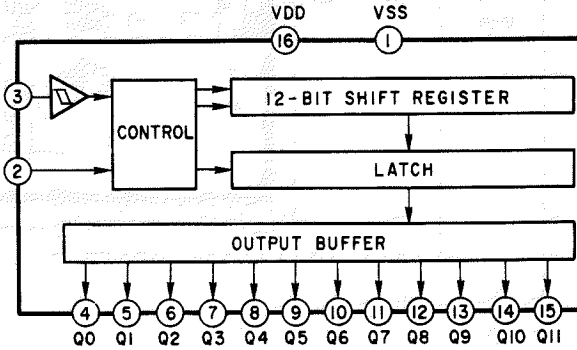 VDD VSS
16 1
3
12-BIT SHIFT REGISTER
CONTROL
2
LATCH
OUTPUT BUFFER
4 5 6 7 8 9 10 11 12 13 14 15
Q0 Q1 Q2 Q3 Q4 Q5 Q6 Q7 Q8 Q9 Q10 Q11